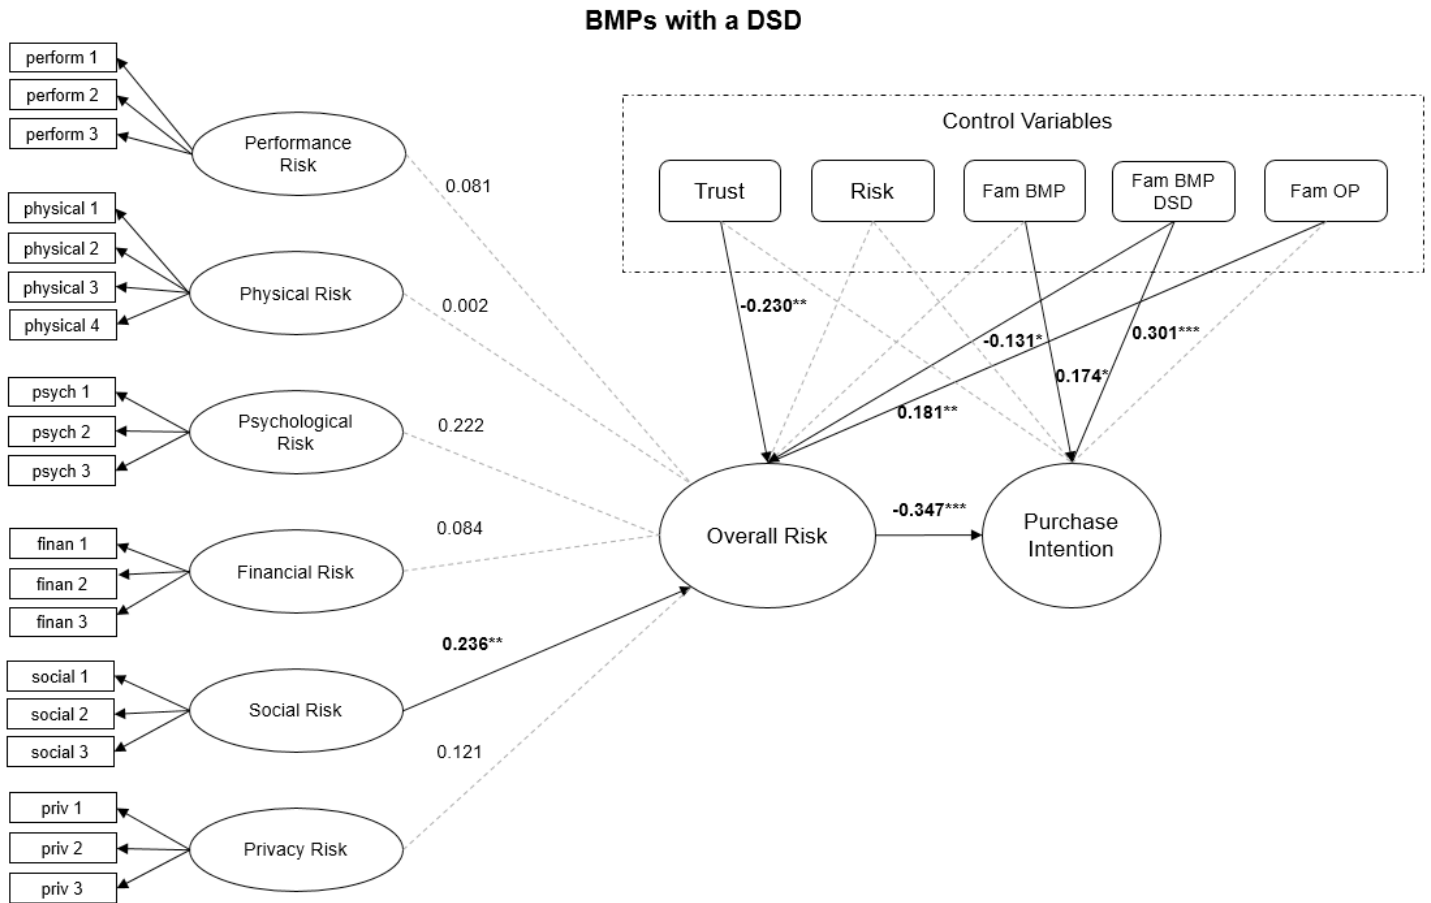 BMPs with a DSD
perform 1
perform 2
perform 3
Performance
Risk
physical 1
physical 2
physical 3
physical 4
Physical Risk
psych 1
psych 2
psych 3
Psychological
Risk
finan 1
finan 2
finan 3
Financial Risk
social 1
social 2
social 3
Social Risk
priv 1
priv 2
priv 3
Privacy Risk
0.081
0.002
0.222
0.084
0.236**
0.121
Control Variables
Trust
Risk
Fam BMP
Fam BMP
DSD
Fam OP
-0.230**
-0.131*
0.301***
0.174*
0.181**
Overall Risk
-0.347***
Purchase
Intention